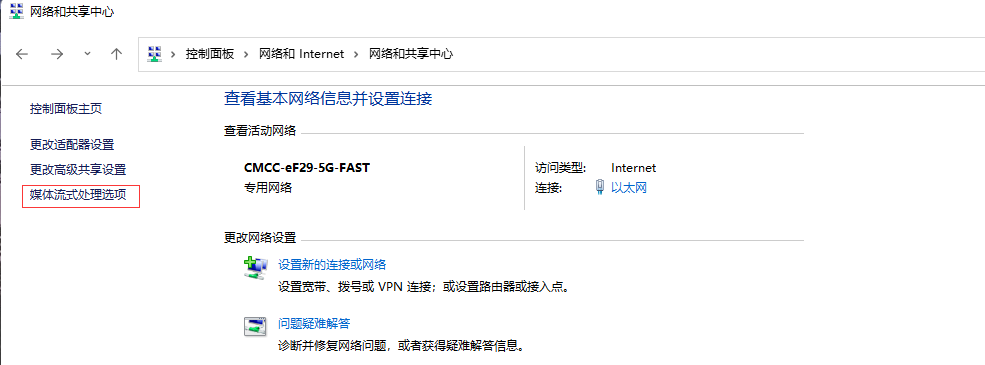 网络和共享中心
控制面板 网络和 Internet 网络和共享中心
控制面板主页
更改适配器设置
更改高级共享设置
媒体流式处理选项
查看基本网络信息并设置连接
查看活动网络
CMCC-eF29-5G-FAST
专用网络
访问类型: Internet
连接: 以太网
更改网络设置
设置新的连接或网络
设置宽带、拨号或 VPN 连接；或设置路由器或接入点。
问题疑难解答
诊断并修复网络问题，或者获得疑难解答信息。